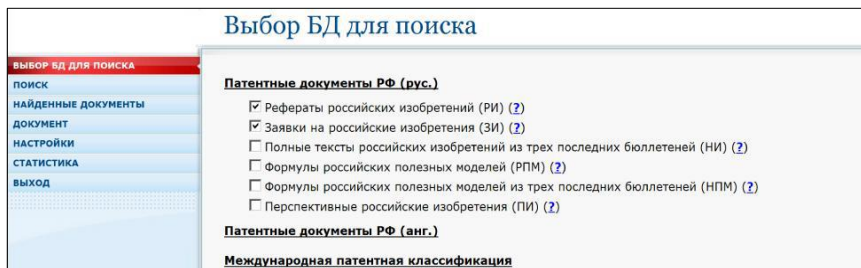 Выбор БД для поиска
ВЫБОР БД ДЛЯ ПОИСКА
ПОИСК
НАЙДЕННЫЕ ДОКУМЕНТЫ
ДОКУМЕНТ
НАСТРОЙКИ
СТАТИСТИКА
ВЫХОД
Патентные документы РФ (рус.)
Рефераты российских изобретений (РИ) (?)
Заявки на российские изобретения (ЗИ) (?)
Полные тексты российских изобретений из трех последних бюллетеней (НИ) (?)
Формулы российских полезных моделей (РПМ) (?)
Формулы российских полезных моделей из трех последних бюллетеней (НПМ) (?)
Перспективные российские изобретения (ПИ) (?)
Патентные документы РФ (анг.)
Международная патентная классификация